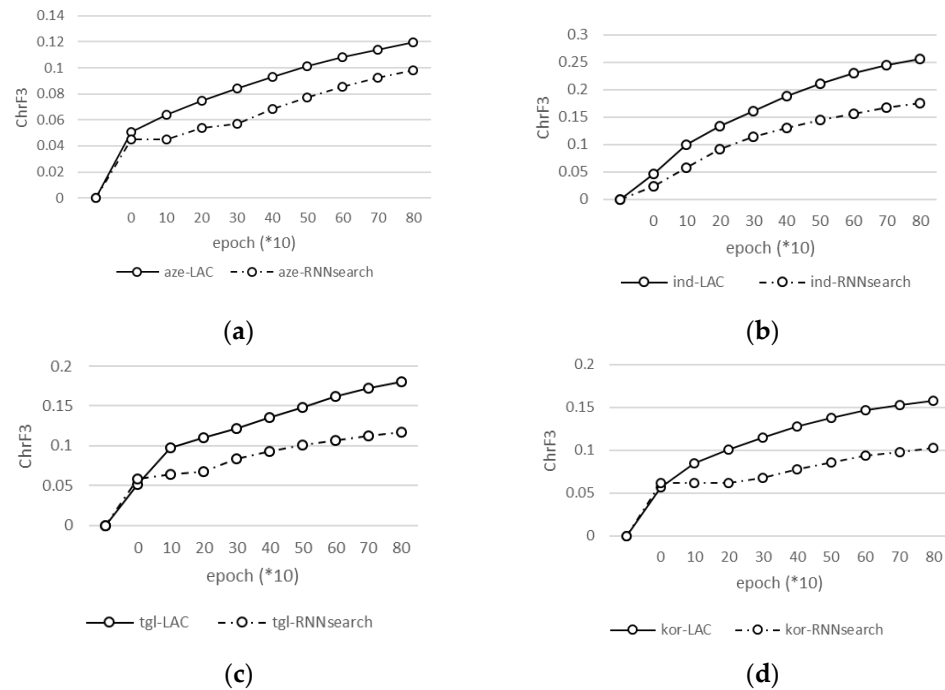 0.14
0.12
0.1
0.08
0.06
0.04
0.02
0
ChrF3
0 10 20 30 40 50 60 70 80
epoch (*10)
aze-LAC aze-RNNsearch
(a)
0.3
0.25
0.2
0.15
0.1
0.05
0
ChrF3
0 10 20 30 40 50 60 70 80
epoch (*10)
ind-LAC ind-RNNsearch
(b)
0.2
0.15
0.1
0.05
0
ChrF3
0 10 20 30 40 50 60 70 80
epoch (*10)
tgl-LAC tgl-RNNsearch
(c)
0.2
0.15
0.1
0.05
0
ChrF3
0 10 20 30 40 50 60 70 80
epoch (*10)
kor-LAC kor-RNNsearch
(d)